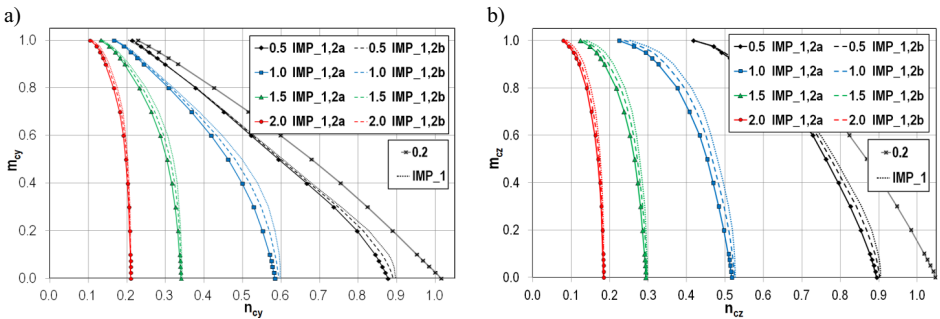 a)
m_cy
1.0
0.8
0.6
0.4
0.2
0.0
0.0 0.1 0.2 0.3 0.4 0.5 0.6 0.7 0.8 0.9 1.0
n_cy
0.5 IMP_1,2a 0.5 IMP_1,2b
1.0 IMP_1,2a 1.0 IMP_1,2b
1.5 IMP_1,2a 1.5 IMP_1,2b
2.0 IMP_1,2a 2.0 IMP_1,2b
0.2
IMP_1
b)
m_cz
1.0
0.8
0.6
0.4
0.2
0.0
0.0 0.1 0.2 0.3 0.4 0.5 0.6 0.7 0.8 0.9 1.0
n_cz
0.5 IMP_1,2a 0.5 IMP_1,2b
1.0 IMP_1,2a 1.0 IMP_1,2b
1.5 IMP_1,2a 1.5 IMP_1,2b
2.0 IMP_1,2a 2.0 IMP_1,2b
0.2
IMP_1